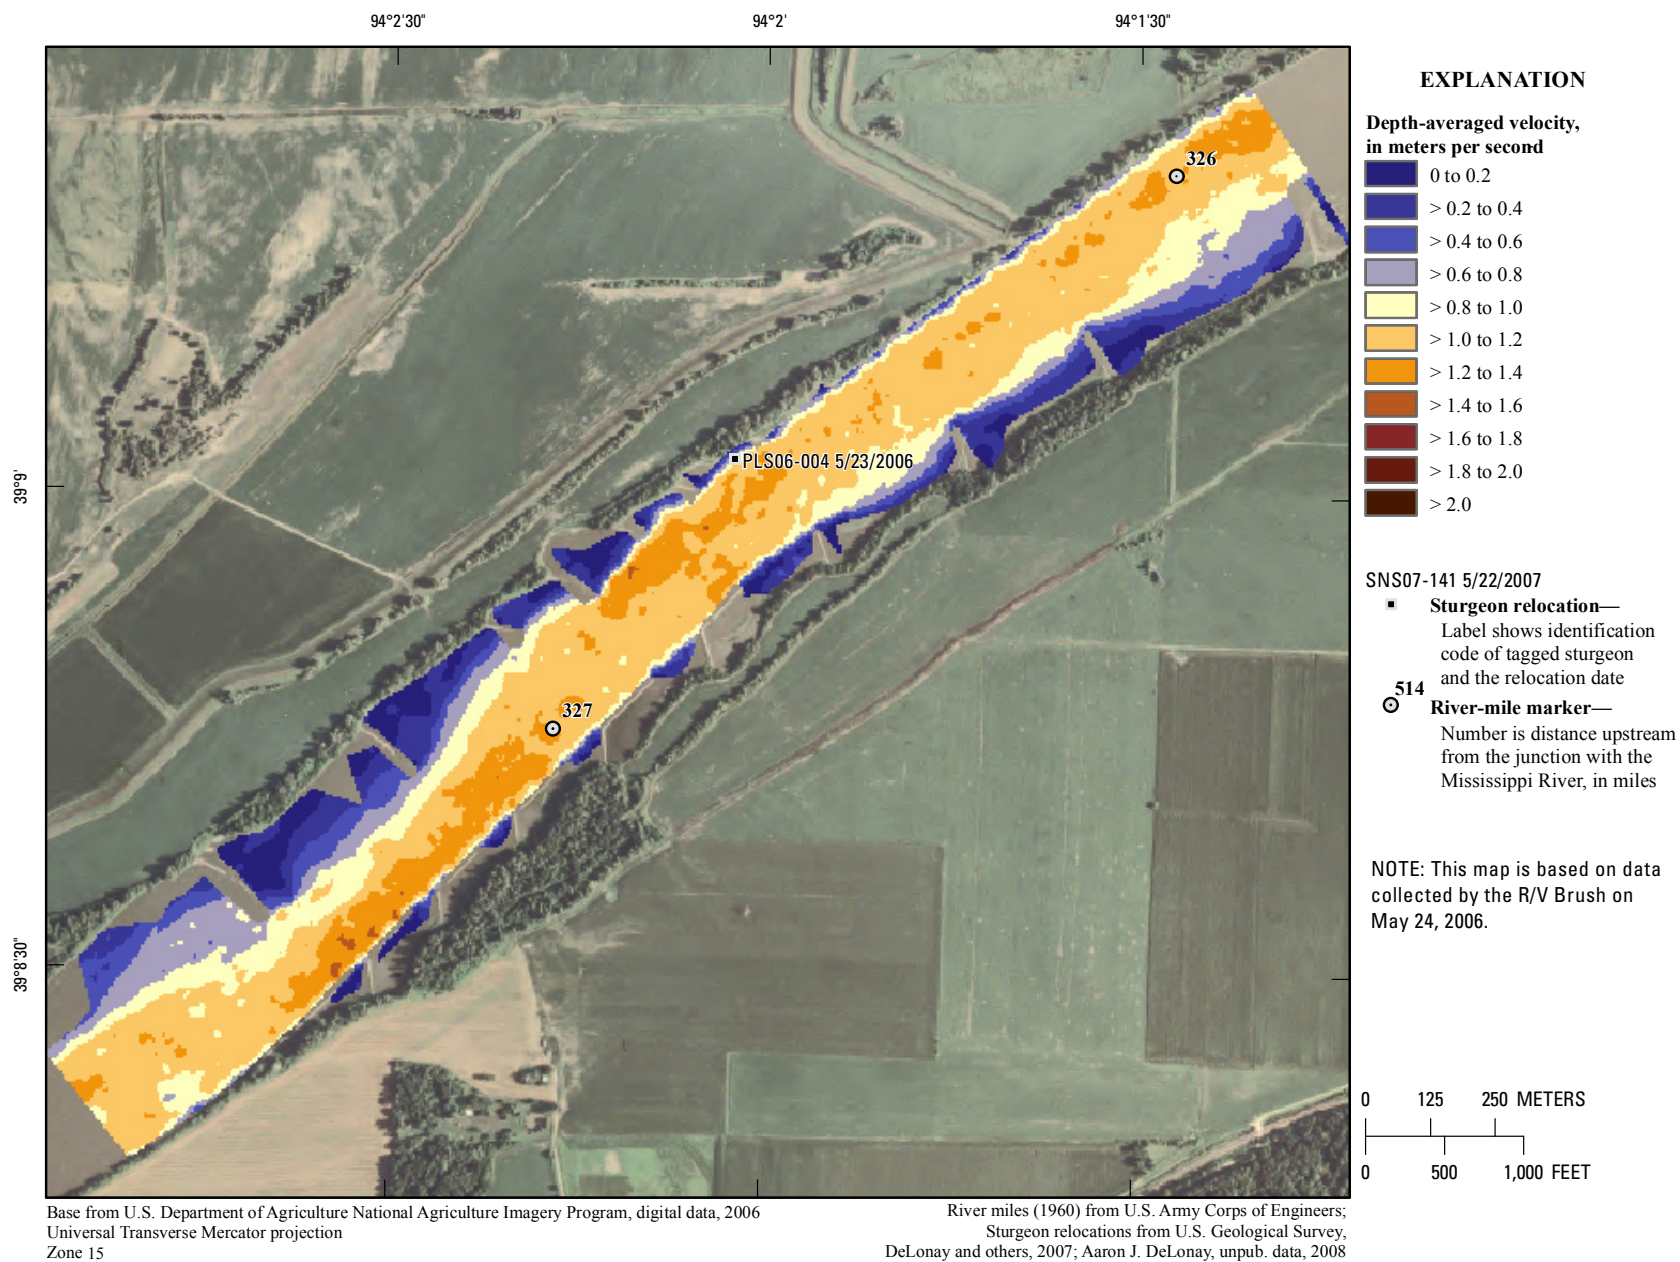 94°2'30"
94°2'
94°1'30"
39°9'
39°8'30"
326
PLS06-004 5/23/2006
327
EXPLANATION
Depth-averaged velocity,
in meters per second
0 to 0.2
> 0.2 to 0.4
> 0.4 to 0.6
> 0.6 to 0.8
> 0.8 to 1.0
> 1.0 to 1.2
> 1.2 to 1.4
> 1.4 to 1.6
> 1.6 to 1.8
> 1.8 to 2.0
> 2.0
SNS07-141 5/22/2007
Sturgeon relocation—
Label shows identification
code of tagged sturgeon
and the relocation date
514
River-mile marker—
Number is distance upstream
from the junction with the
Mississippi River, in miles
NOTE: This map is based on data
collected by the R/V Brush on
May 24, 2006.
0 125 250 METERS
0 500 1,000 FEET
Base from U.S. Department of Agriculture National Agriculture Imagery Program, digital data, 2006
Universal Transverse Mercator projection
Zone 15
River miles (1960) from U.S. Army Corps of Engineers;
Sturgeon relocations from U.S. Geological Survey,
DeLonay and others, 2007; Aaron J. DeLonay, unpub. data, 2008